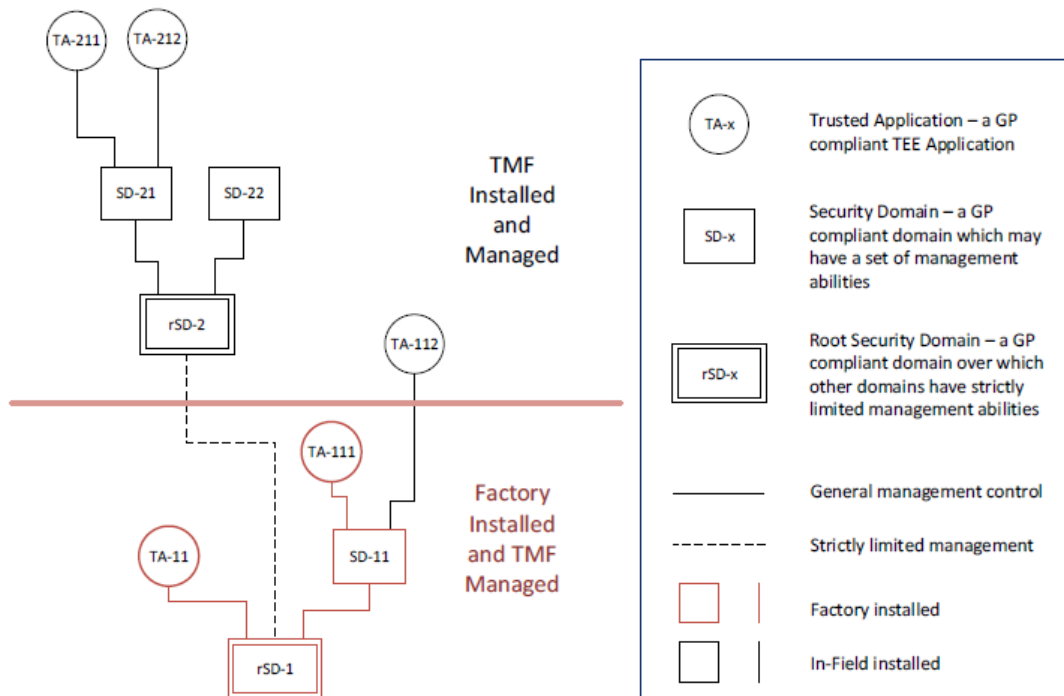 TA-211
TA-212
SD-21
SD-22
TMF
Installed
and
Managed
rSD-2
TA-112
TA-111
Factory
Installed
and TMF
Managed
TA-11
SD-11
rSD-1
TA-x
Trusted Application – a GP
compliant TEE Application
SD-x
Security Domain – a GP
compliant domain which may
have a set of management
abilities
rSD-x
Root Security Domain – a GP
compliant domain over which
other domains have strictly
limited management abilities
General management control
Strictly limited management
Factory installed
In-Field installed